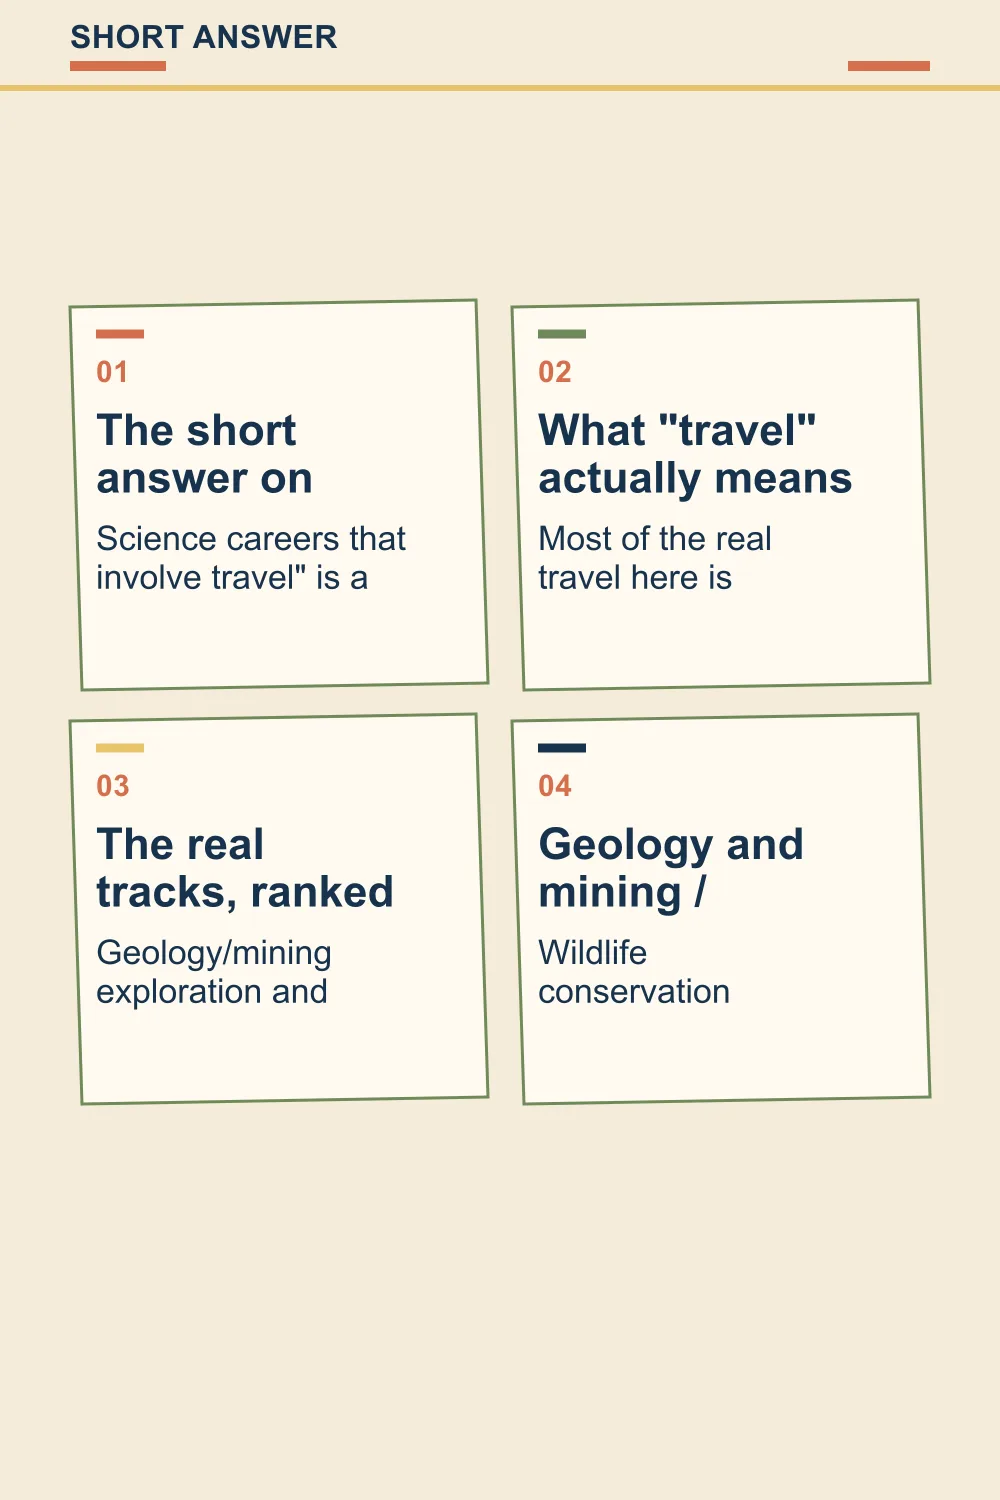 SHORT ANSWER
01
The short
answer on
Science careers that
involve travel" is a
02
What "travel"
actually means
Most of the real
travel here is
03
The real
tracks, ranked
Geology/mining
exploration and
04
Geology and
mining /
Wildlife
conservation